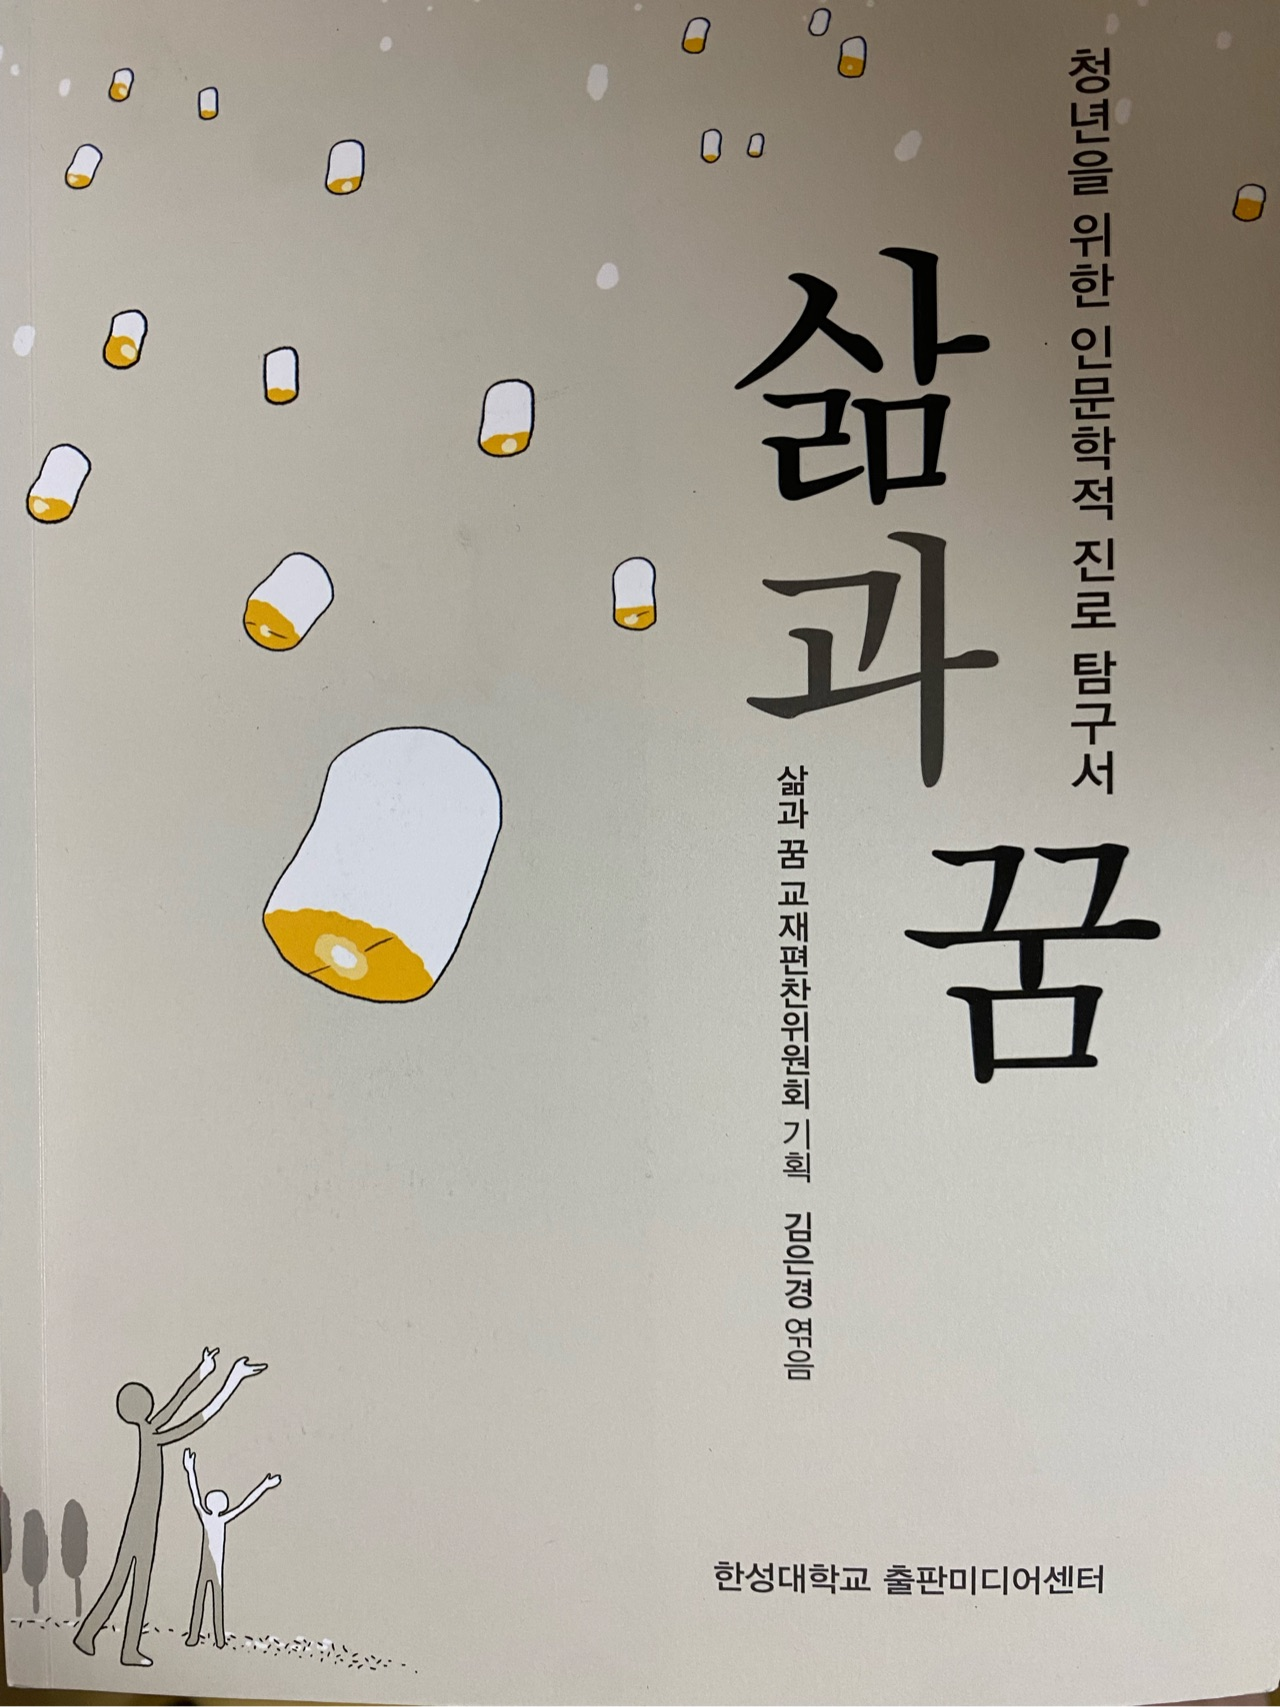 청년을 위한 인문학적 진로 탐구서
삶과 꿈
삶과 꿈 교재편찬위원회 기획 김은경 엮음
한성대학교 출판미디어센터